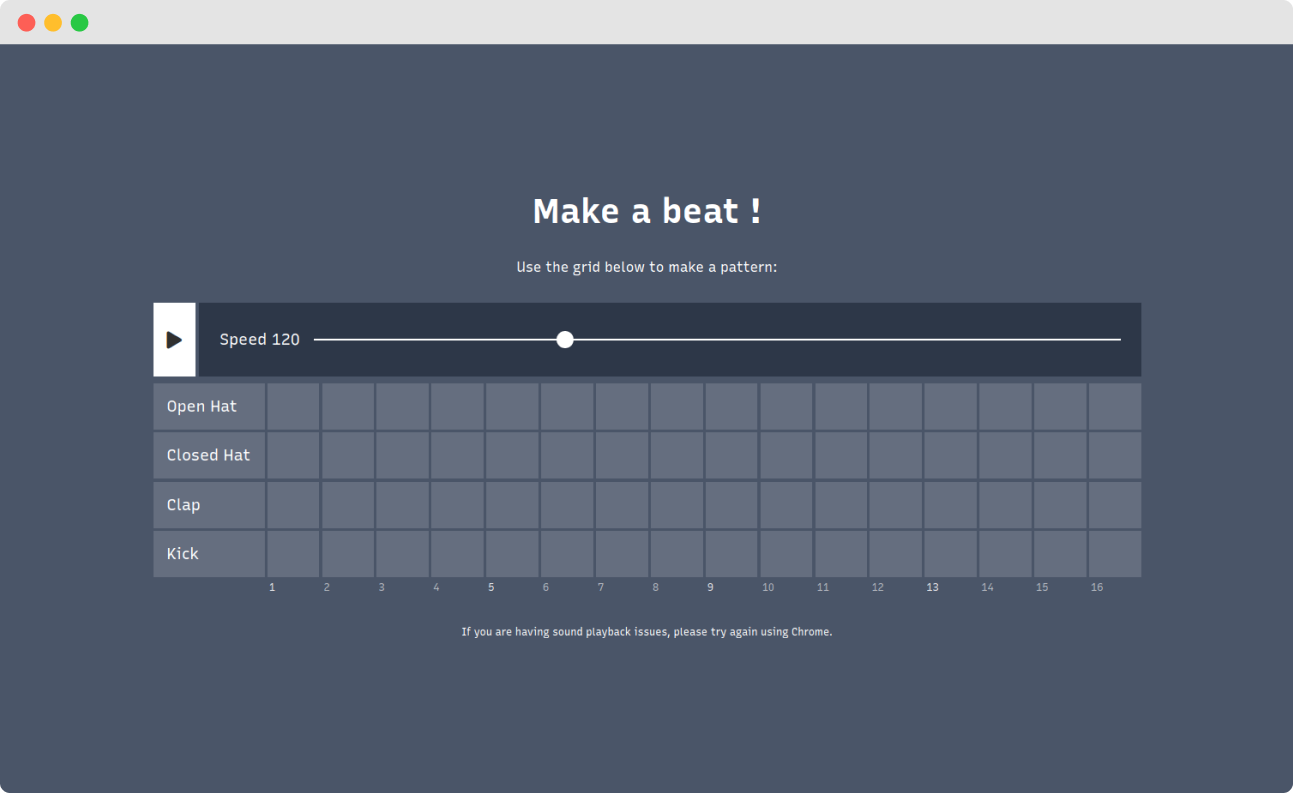 Make a beat !
Use the grid below to make a pattern:
Speed 120
Open Hat
Closed Hat
Clap
Kick
1 2 3 4 5 6 7 8 9 10 11 12 13 14 15 16
If you are having sound playback issues, please try again using Chrome.